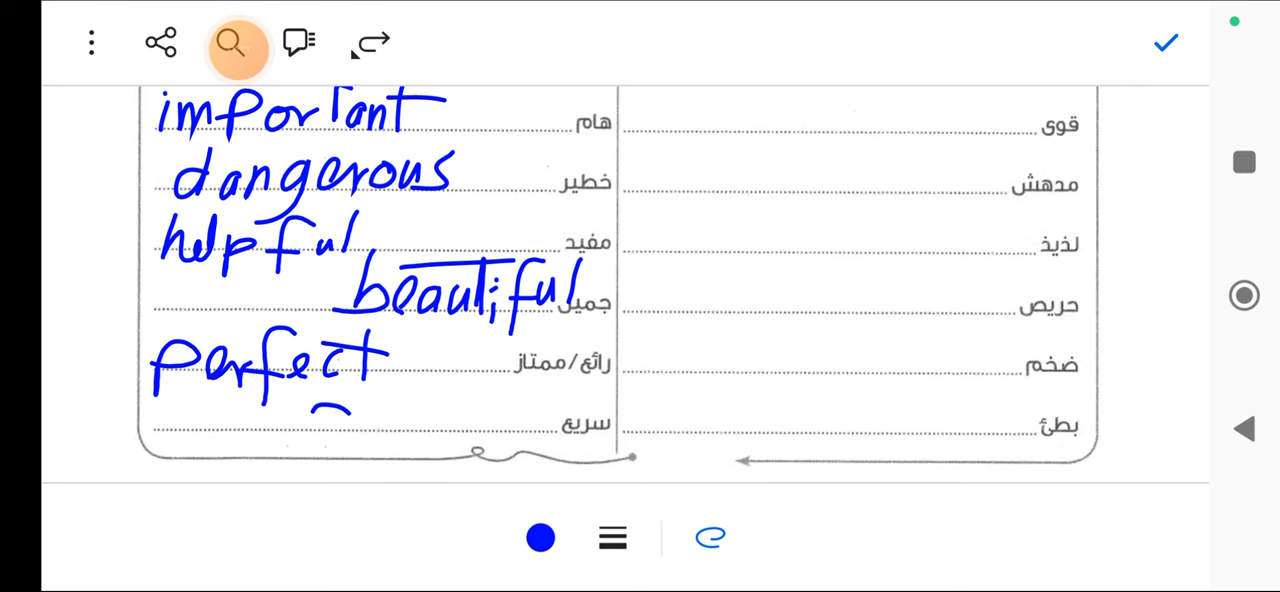 important هام
قوى
dangerous خطير
مدهش
helpful مفيد
لذيذ
beautiful جميل
حريص
perfect رائع/ممتاز
ضخم
سريع
بطئ